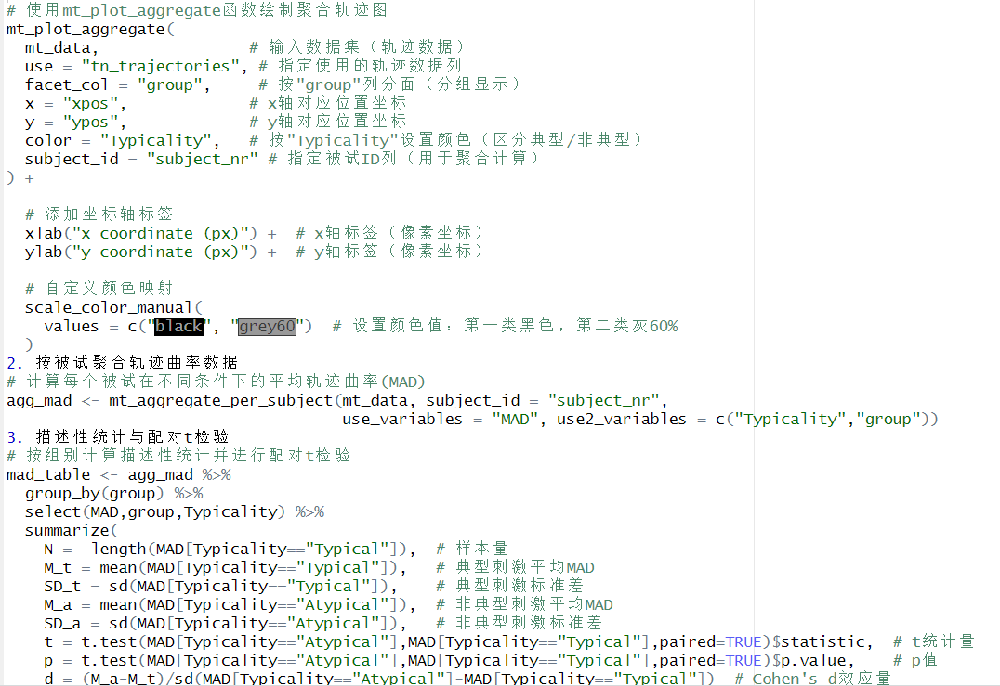 # 使用mt_plot_aggregate函数绘制聚合轨迹图
mt_plot_aggregate(
  mt_data,                # 输入数据集（轨迹数据）
  use = "tn_trajectories", # 指定使用的轨迹数据列
  facet_col = "group",     # 按"group"列分面（分组显示）
  x = "xpos",             # x轴对应位置坐标
  y = "ypos",             # y轴对应位置坐标
  color = "Typicality",   # 按"Typicality"设置颜色（区分典型/非典型）
  subject_id = "subject_nr" # 指定被试ID列（用于聚合计算）
) +
  # 添加坐标轴标签
  xlab("x coordinate (px)") +  # x轴标签（像素坐标）
  ylab("y coordinate (px)") +  # y轴标签（像素坐标）
  # 自定义颜色映射
  scale_color_manual(
    values = c("black", "grey60")  # 设置颜色值：第一类黑色，第二类灰60%
  )
2. 按被试聚合轨迹曲率数据
# 计算每个被试在不同条件下的平均轨迹曲率(MAD)
agg_mad <- mt_aggregate_per_subject(mt_data, subject_id = "subject_nr",
                                    use_variables = "MAD", use2_variables = c("Typicality","group"))
3. 描述性统计与配对t检验
# 按组别计算描述性统计并进行配对t检验
mad_table <- agg_mad %>%
  group_by(group) %>%
  select(MAD,group,Typicality) %>%
  summarize(
    N =  length(MAD[Typicality=="Typical"]),  # 样本量
    M_t = mean(MAD[Typicality=="Typical"]),   # 典型刺激平均MAD
    SD_t = sd(MAD[Typicality=="Typical"]),    # 典型刺激标准差
    M_a = mean(MAD[Typicality=="Atypical"]),  # 非典型刺激平均MAD
    SD_a = sd(MAD[Typicality=="Atypical"]),   # 非典型刺激标准差
    t = t.test(MAD[Typicality=="Atypical"],MAD[Typicality=="Typical"],paired=TRUE)$statistic,  # t统计量
    p = t.test(MAD[Typicality=="Atypical"],MAD[Typicality=="Typical"],paired=TRUE)$p.value,    # p值
    d = (M_a-M_t)/sd(MAD[Typicality=="Atypical"]-MAD[Typicality=="Typical"])  # Cohen's d效应量